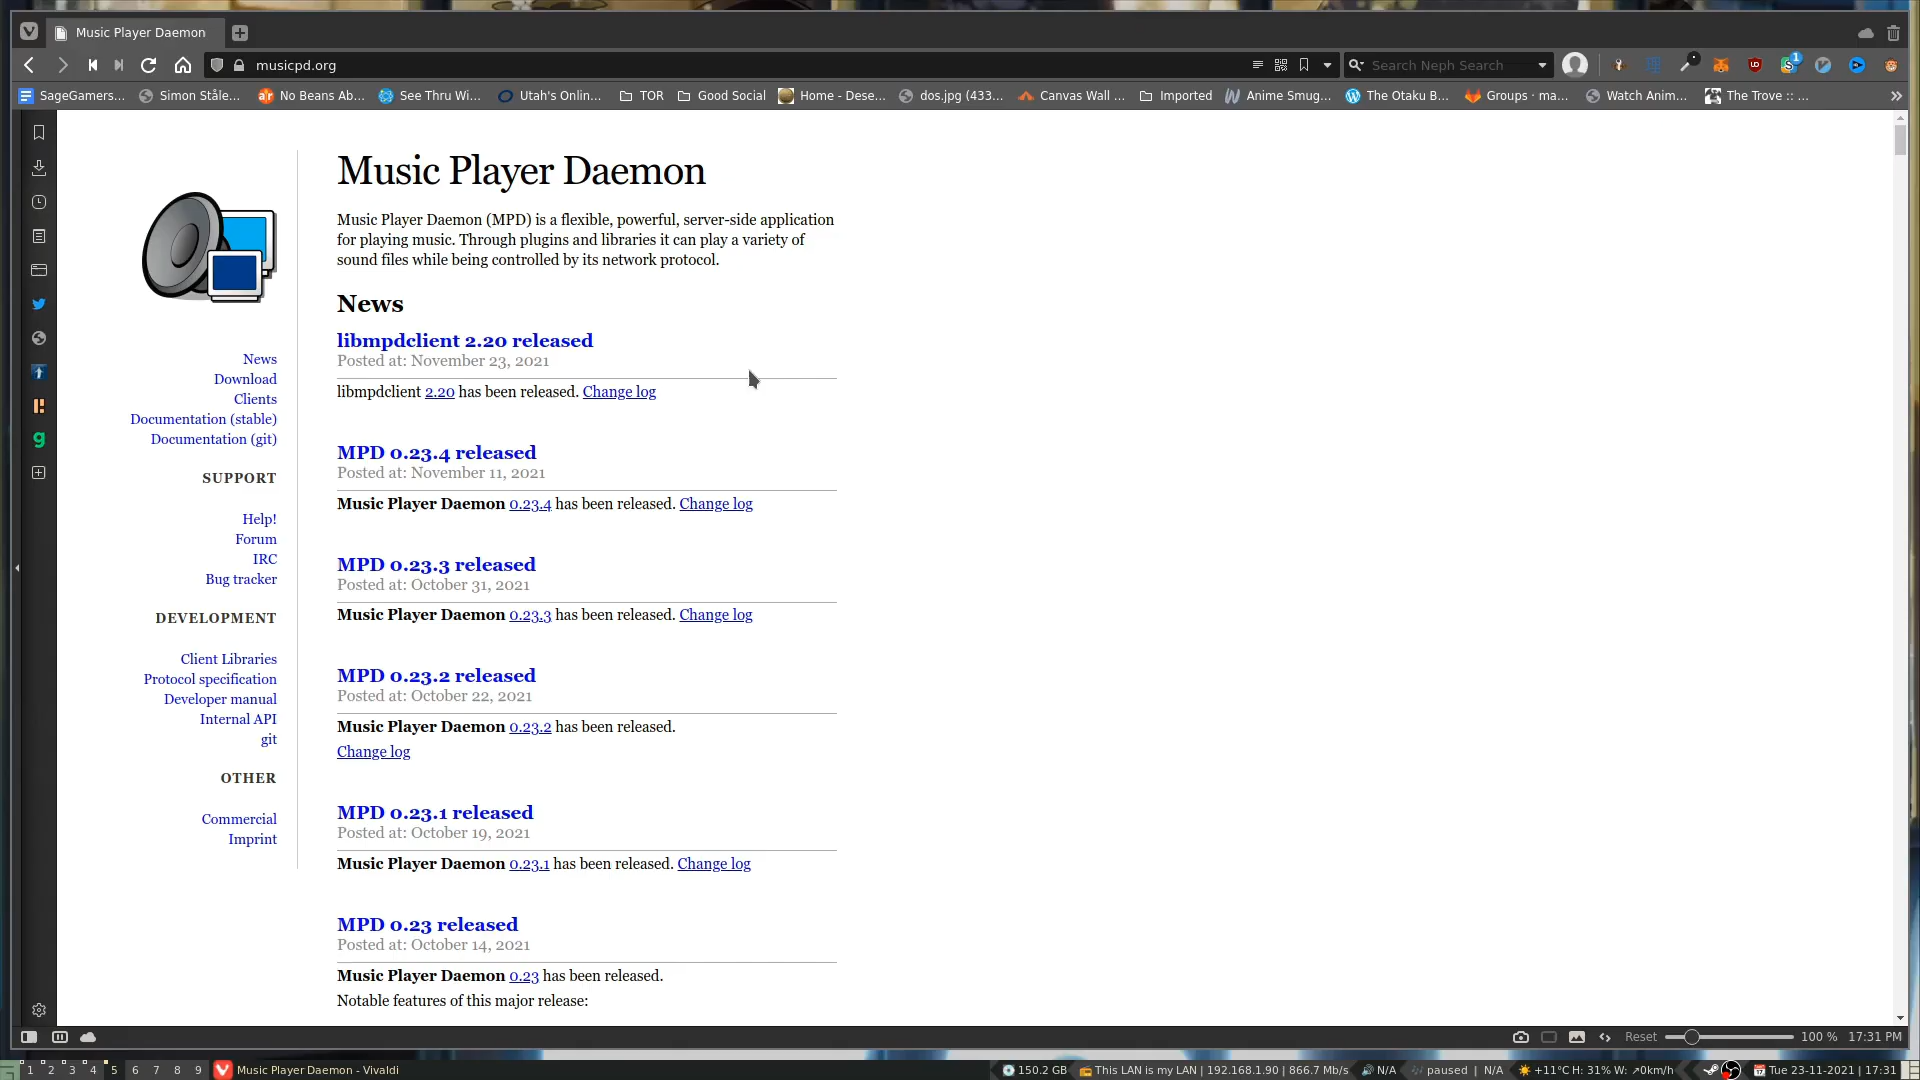 Music Player Daemon
musicpd.org
Search Neph Search
SageGamers...
Simon Ståle...
No Beans Ab...
See Thru Wi...
Utah's Onlin...
TOR
Good Social
Home - Dese...
dos.jpg (433...
Canvas Wall ...
Imported
Anime Smug...
The Otaku B...
Groups · ma...
Watch Anim...
The Trove :: ...
News
Download
Clients
Documentation (stable)
Documentation (git)
SUPPORT
Help!
Forum
IRC
Bug tracker
DEVELOPMENT
Client Libraries
Protocol specification
Developer manual
Internal API
git
OTHER
Commercial
Imprint
Music Player Daemon
Music Player Daemon (MPD) is a flexible, powerful, server-side application
for playing music. Through plugins and libraries it can play a variety of
sound files while being controlled by its network protocol.
News
libmpdclient 2.20 released
Posted at: November 23, 2021
libmpdclient 2.20 has been released. Change log
MPD 0.23.4 released
Posted at: November 11, 2021
Music Player Daemon 0.23.4 has been released. Change log
MPD 0.23.3 released
Posted at: October 31, 2021
Music Player Daemon 0.23.3 has been released. Change log
MPD 0.23.2 released
Posted at: October 22, 2021
Music Player Daemon 0.23.2 has been released.
Change log
MPD 0.23.1 released
Posted at: October 19, 2021
Music Player Daemon 0.23.1 has been released. Change log
MPD 0.23 released
Posted at: October 14, 2021
Music Player Daemon 0.23 has been released.
Notable features of this major release:
Reset 100 % 17:31 PM
1 2 3 4 5 6 7 8 9 Music Player Daemon - Vivaldi
150.2 GB This LAN is my LAN | 192.168.1.90 | 866.7 Mb/s N/A paused | N/A +11°C H: 31% W: ↗0km/h Tue 23-11-2021 | 17:31